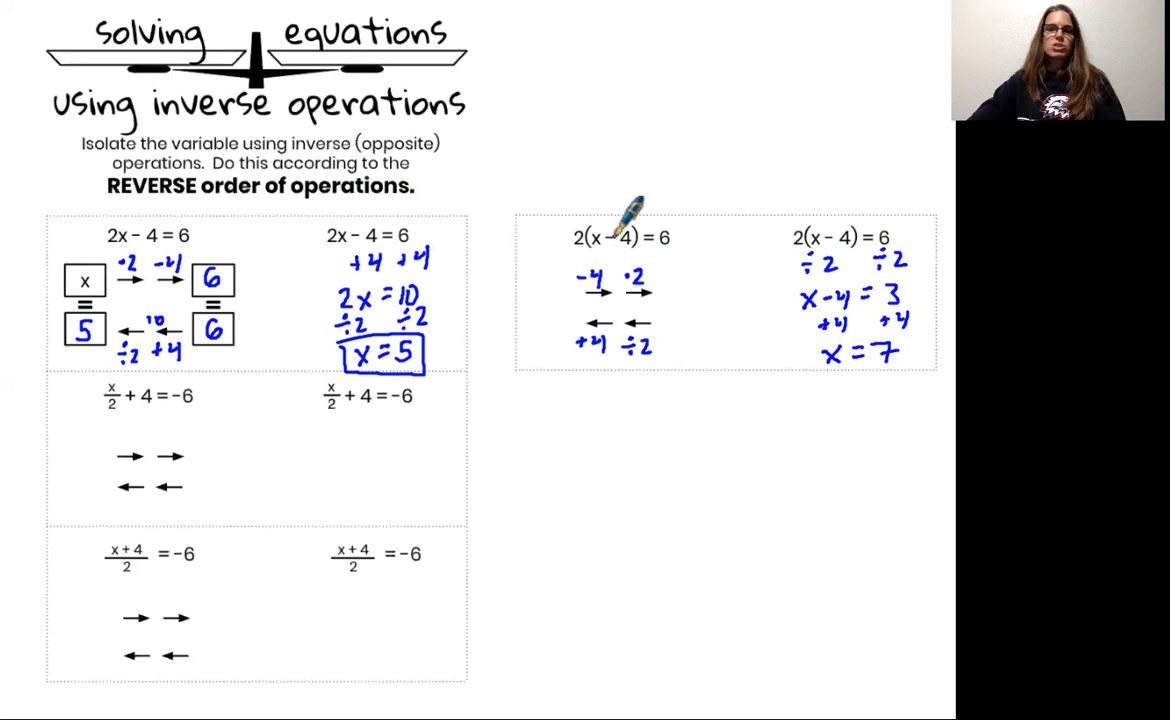 solving equations
using inverse operations
Isolate the variable using inverse (opposite)
operations. Do this according to the
REVERSE order of operations.
2x – 4 = 6
·2 -4
x → → 6
= =
5 ← 10 ← 6
÷2 +4
2x – 4 = 6
+4 +4
2x = 10
÷2 ÷2
x = 5
2(x – 4) = 6
-4 ·2
→ →
← ←
+4 ÷2
2(x – 4) = 6
÷2 ÷2
x - 4 = 3
+4 +4
x = 7
x/2 + 4 = -6
→ →
← ←
x/2 + 4 = -6
x+4/2 = -6
→ →
← ←
x+4/2 = -6